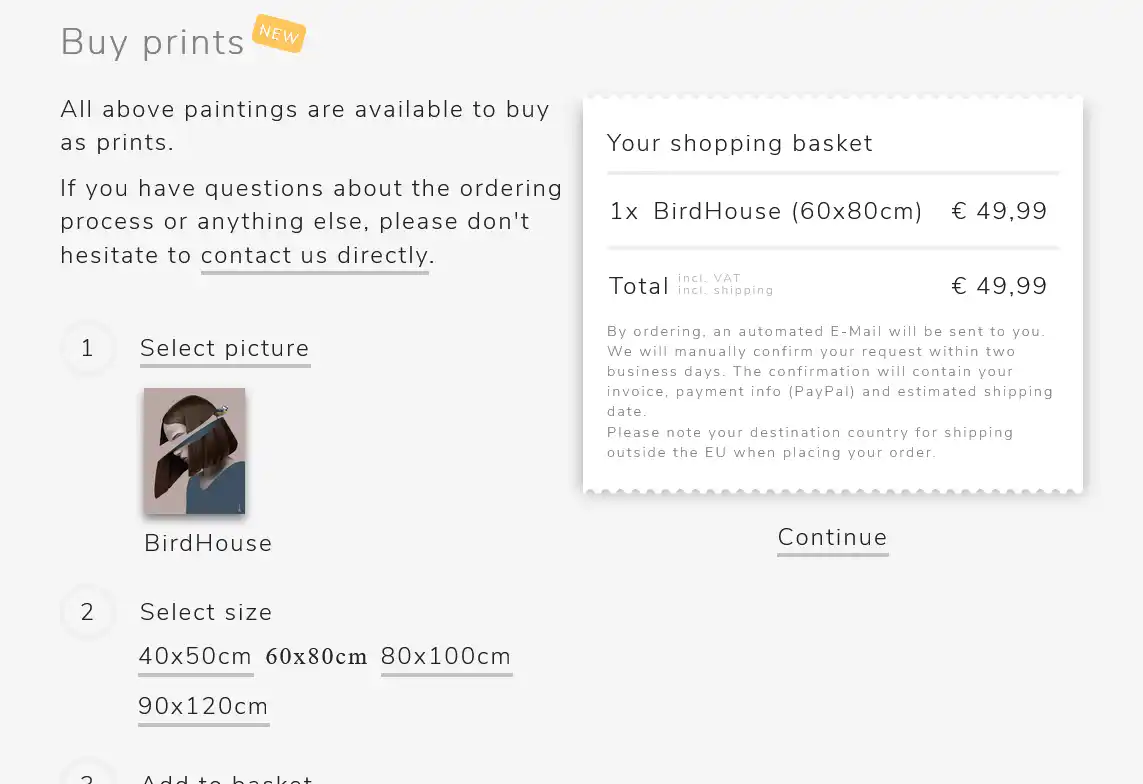 Buy prints NEW
All above paintings are available to buy
as prints.
If you have questions about the ordering
process or anything else, please don't
hesitate to contact us directly.
1 Select picture
BirdHouse
2 Select size
40x50cm 60x80cm 80x100cm
90x120cm
3 Add to basket
Your shopping basket
1x BirdHouse (60x80cm) € 49,99
Total incl. VAT
incl. shipping € 49,99
By ordering, an automated E-Mail will be sent to you.
We will manually confirm your request within two
business days. The confirmation will contain your
invoice, payment info (PayPal) and estimated shipping
date.
Please note your destination country for shipping
outside the EU when placing your order.
Continue